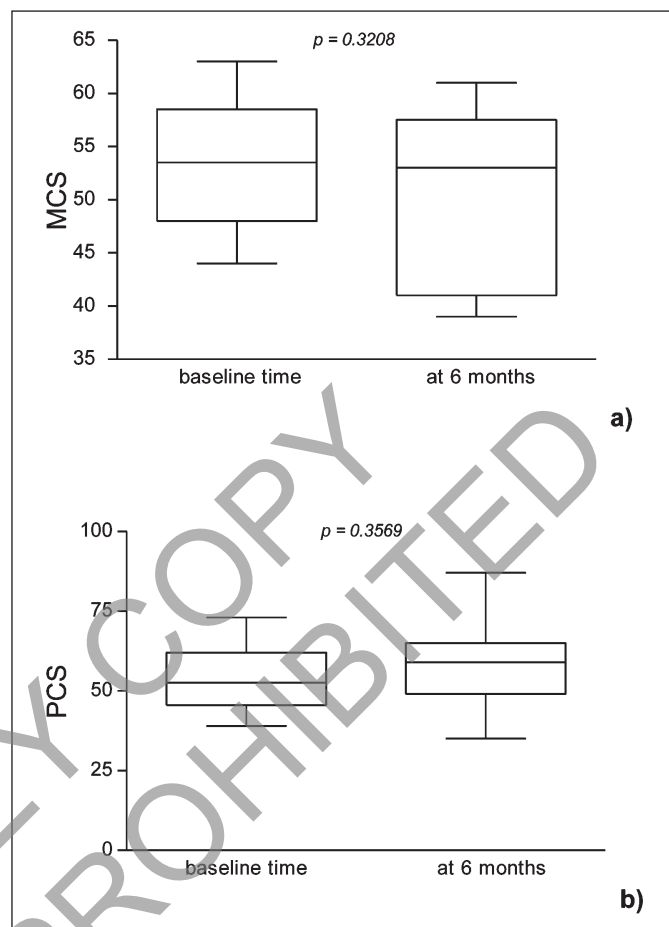 p = 0.3208
65
60
55
50
45
40
35
MCS
baseline time at 6 months
a)
p = 0.3569
100
75
50
25
0
PCS
baseline time at 6 months
b)
Y COPY
PROHIBITED